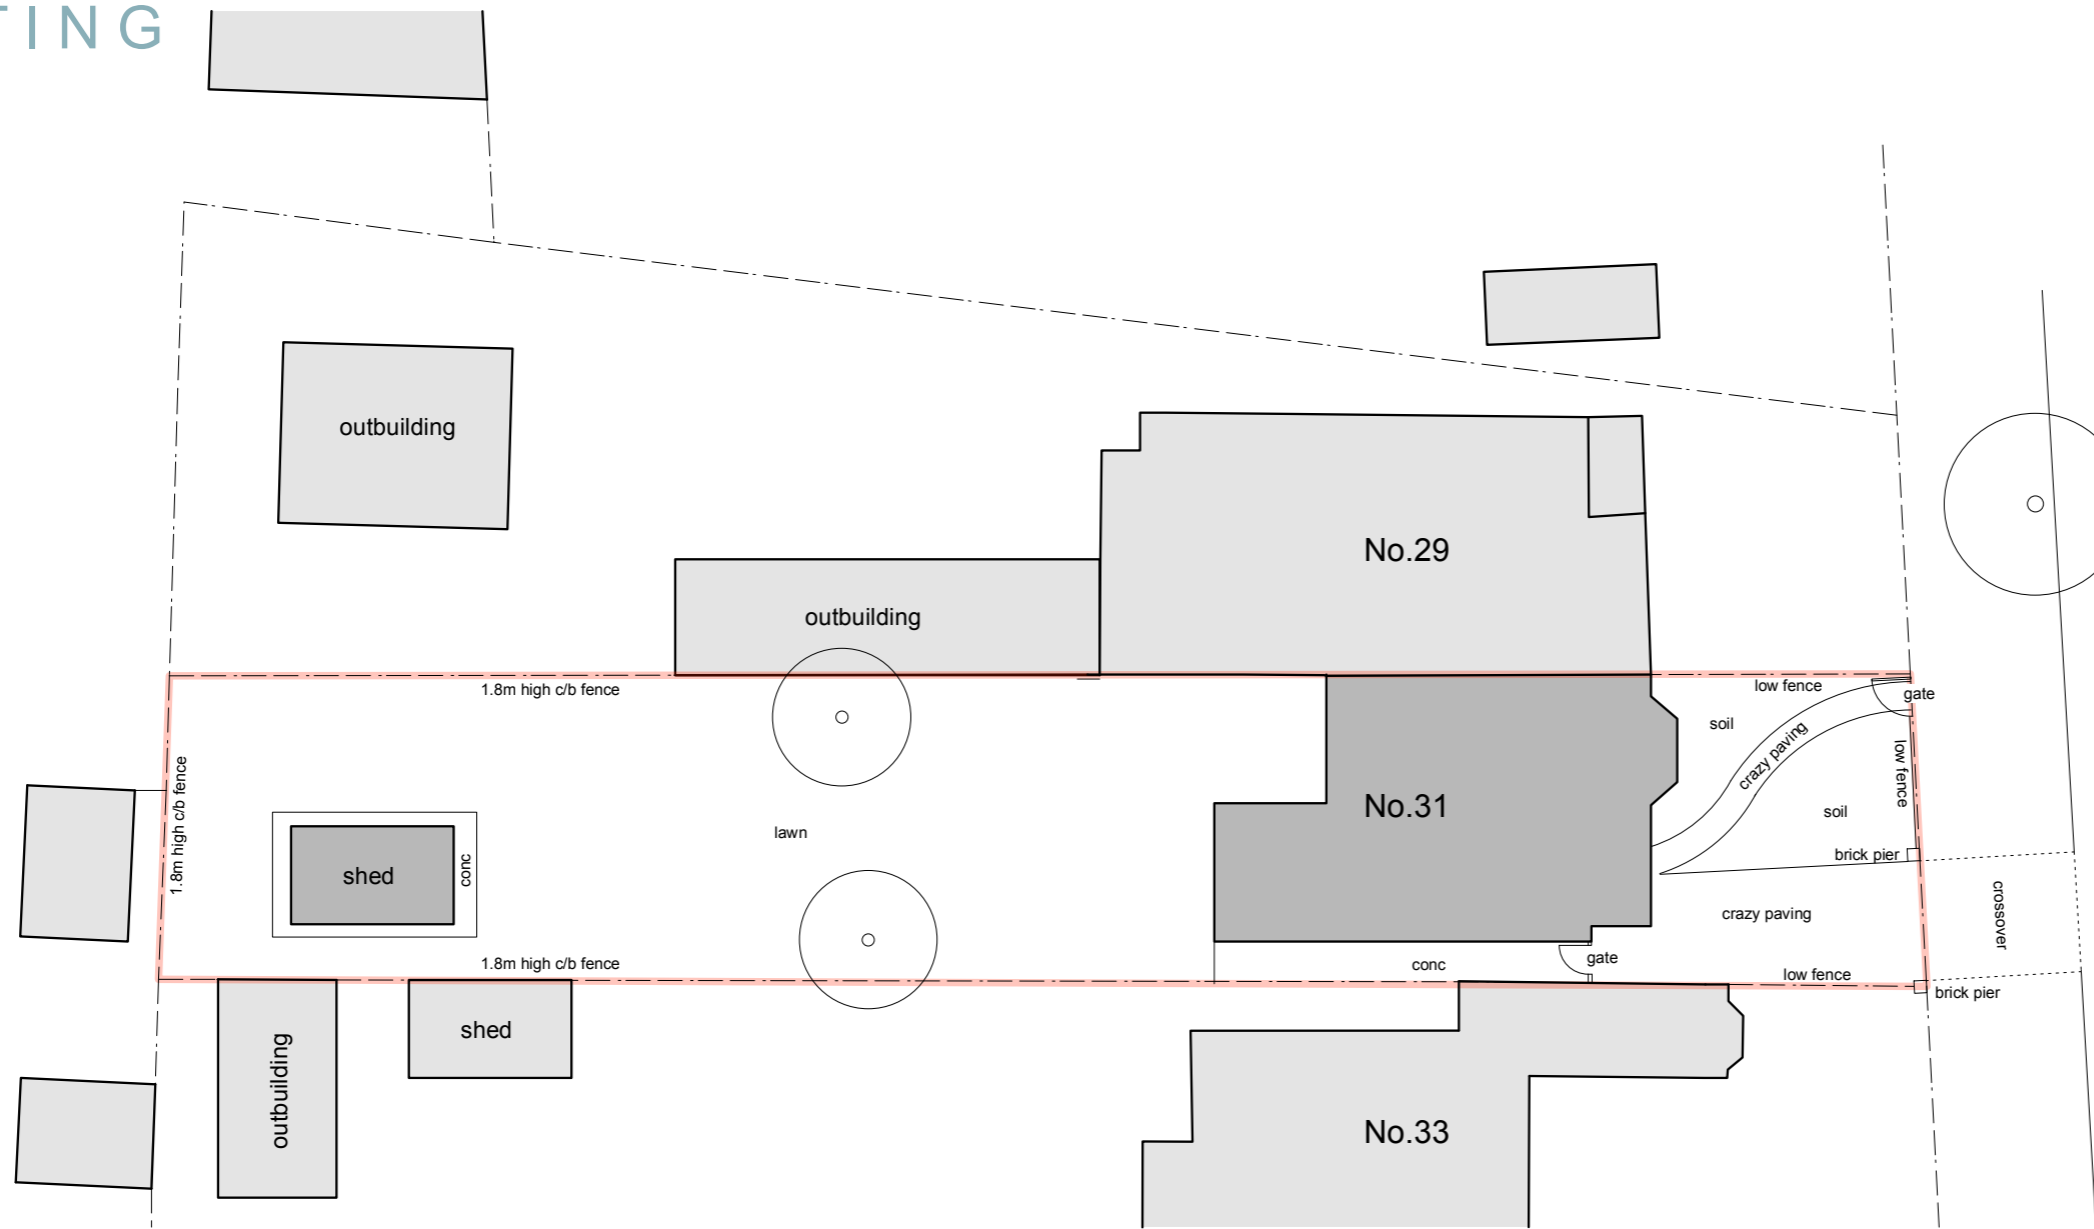 TING
outbuilding
No.29
outbuilding
1.8m high c/b fence
low fence
gate
soil
crazy paving
low fence
1.8m high c/b fence
No.31
soil
lawn
brick pier
shed
conc
crazy paving
crossover
1.8m high c/b fence
conc
gate
low fence
brick pier
shed
outbuilding
No.33